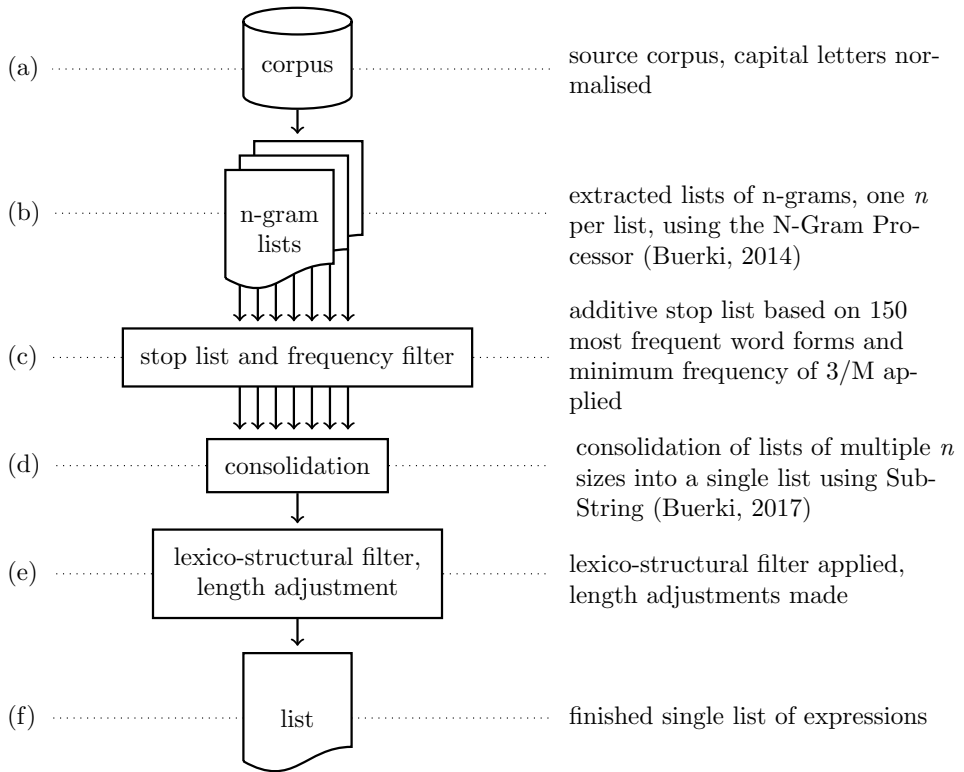 (a)
corpus
source corpus, capital letters nor-
malised
(b)
n-gram
lists
extracted lists of n-grams, one n
per list, using the N-Gram Pro-
cessor (Buerki, 2014)
(c)
stop list and frequency filter
additive stop list based on 150
most frequent word forms and
minimum frequency of 3/M ap-
plied
(d)
consolidation
consolidation of lists of multiple n
sizes into a single list using Sub-
String (Buerki, 2017)
(e)
lexico-structural filter,
length adjustment
lexico-structural filter applied,
length adjustments made
(f)
list
finished single list of expressions